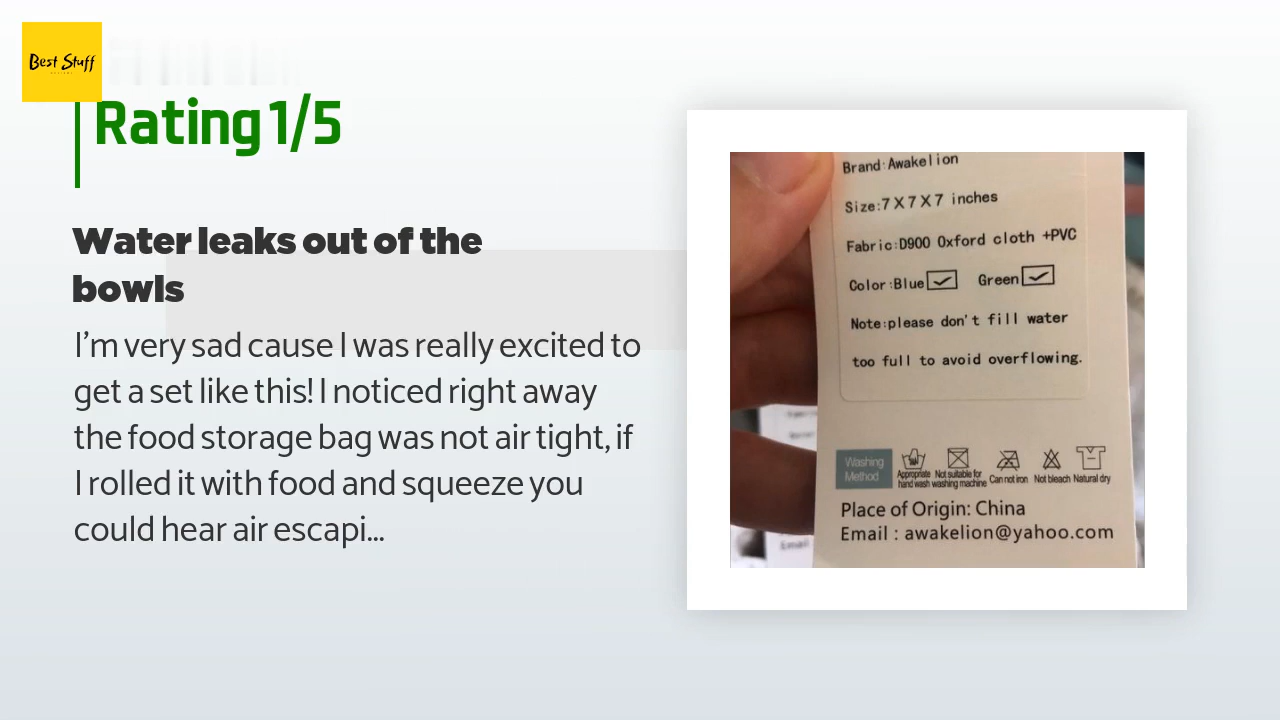 Best Stuff
Rating 1/5
Water leaks out of the
bowls
I'm very sad cause I was really excited to
get a set like this! I noticed right away
the food storage bag was not air tight, if
I rolled it with food and squeeze you
could hear air escapi...
Brand:Awakelion
Size:7X7X7 inches
Fabric:D900 Oxford cloth +PVC
Color:Blue Green
Note:please don't fill water
too full to avoid overflowing.
Washing
Method
Appropriate
hand wash
Not suitable for
washing machine
Can not iron
Not bleach
Natural dry
Place of Origin: China
Email : awakelion@yahoo.com
Email